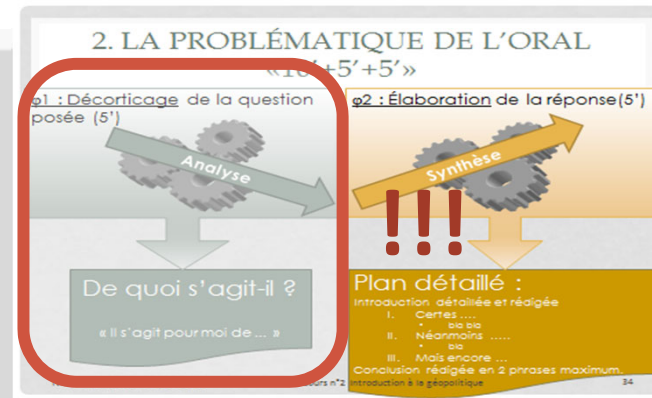 2. LA PROBLÉMATIQUE DE L'ORAL
«10'+5'+5'»
φ1 : Décorticage de la question
posée (5')
Analyse
De quoi s'agit-il ?
« Il s'agit pour moi de ... »
φ2 : Élaboration de la réponse(5')
Synthèse
!!!
Plan détaillé :
Introduction détaillée et rédigée
I. Certes ....
• bla bla
II. Néanmoins .....
• bla
III. Mais encore ...
Conclusion rédigée en 2 phrases maximum.
n°2 Introduction à la géopolitique
34